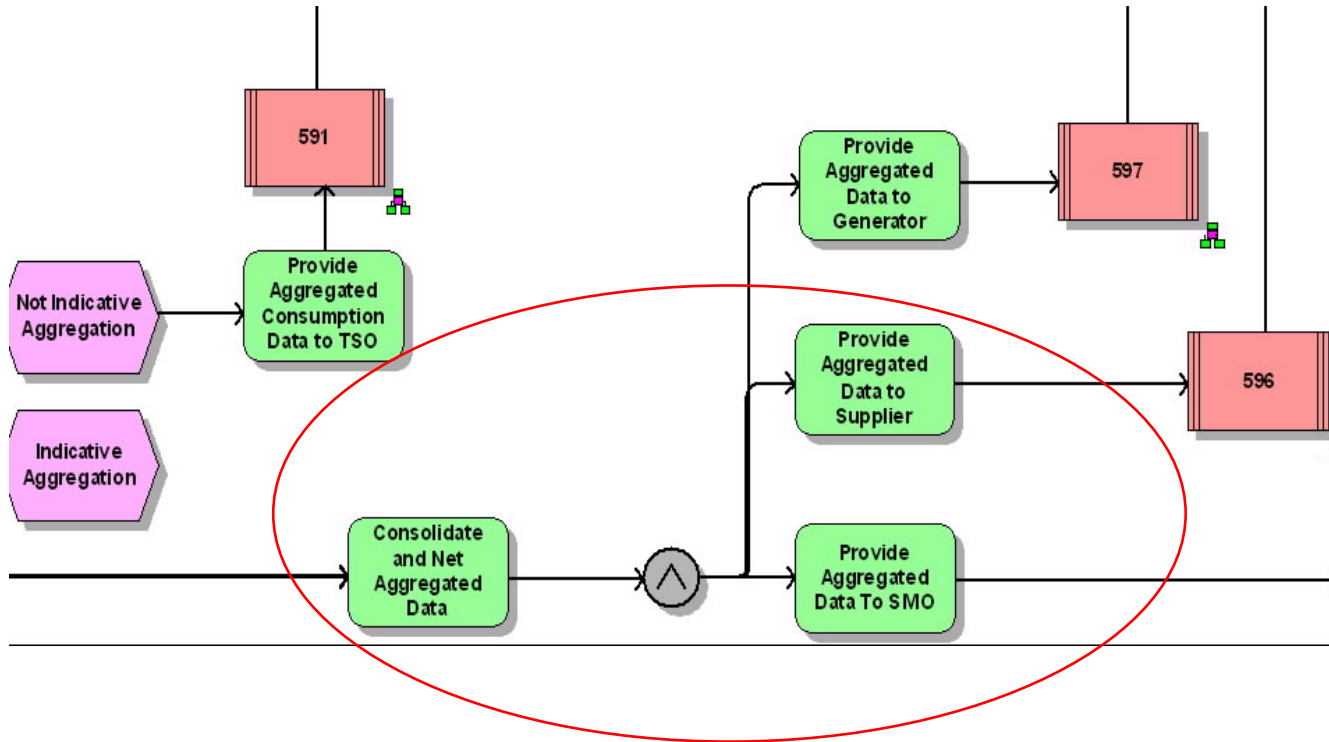 591
Provide
Aggregated
Data to
Generator
597
Not Indicative
Aggregation
Provide
Aggregated
Consumption
Data to TSO
Provide
Aggregated
Data to
Supplier
596
Indicative
Aggregation
Consolidate
and Net
Aggregated
Data
Provide
Aggregated
Data To SMO